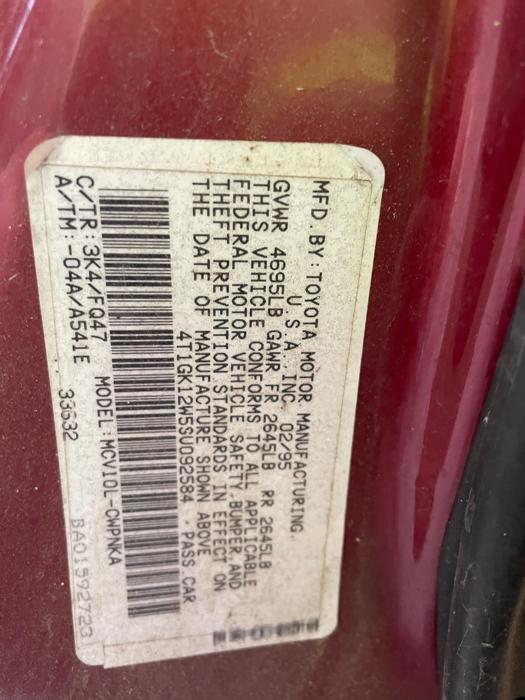 MFD.BY:TOYOTA MOTOR MANUFACTURING,
U.S.A. INC. 02/95
GVWR 4695LB GAWR FR 2645LB RR 2645LB
THIS VEHICLE CONFORMS TO ALL APPLICABLE
FEDERAL MOTOR VEHICLE SAFETY,BUMPER,AND
THEFT PREVENTION STANDARDS IN EFFECT ON
THE DATE OF MANUFACTURE SHOWN ABOVE
4T1GK12W5SU092584 · PASS.CAR
C/TR:3K4/FQ47 MODEL:MCV10L-CWPNKA
A/TM:-04A/A541E 33532
BA01592723